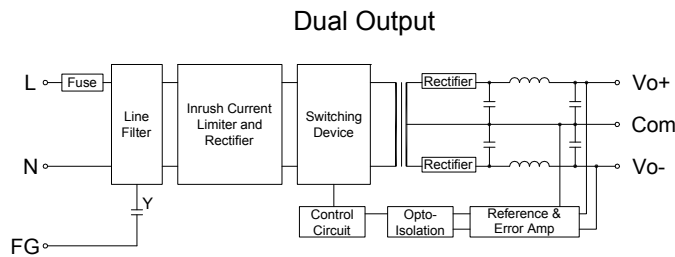 Dual Output
L
Fuse
Line
Filter
Inrush Current
Limiter and
Rectifier
Switching
Device
Rectifier
Vo+
Com
N
Rectifier
Vo-
Y
Control
Circuit
Opto-
Isolation
Reference &
Error Amp
FG